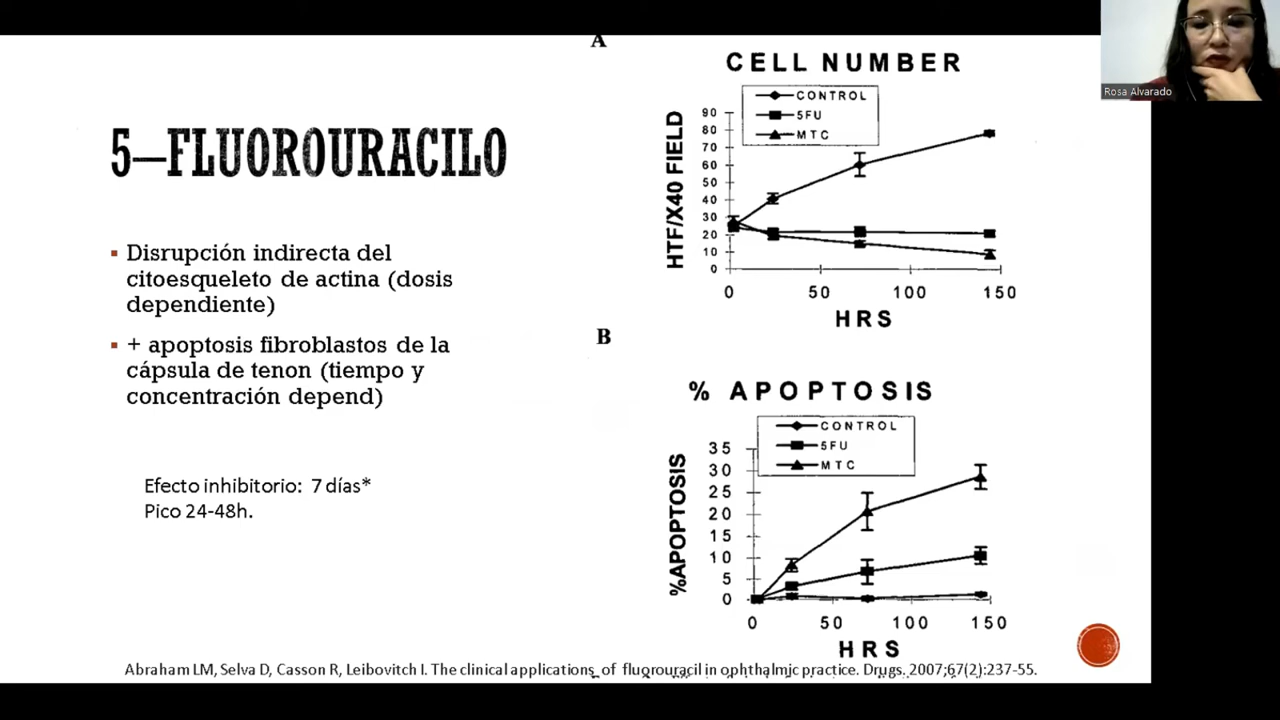 Rosa Alvarado
5–FLUOROURACILO
▪ Disrupción indirecta del
citoesqueleto de actina (dosis
dependiente)
▪ + apoptosis fibroblastos de la
cápsula de tenon (tiempo y
concentración depend)
Efecto inhibitorio: 7 días*
Pico 24-48h.
A
CELL NUMBER
CONTROL
5FU
MTC
HTF/X40 FIELD
90
80
70
60
50
40
30
20
10
0
0 50 100 150
HRS
B
% APOPTOSIS
CONTROL
5FU
MTC
%APOPTOSIS
35
30
25
20
15
10
5
0
0 50 100 150
HRS
Abraham LM, Selva D, Casson R, Leibovitch I. The clinical applications of fluorouracil in ophthalmic practice. Drugs. 2007;67(2):237-55.